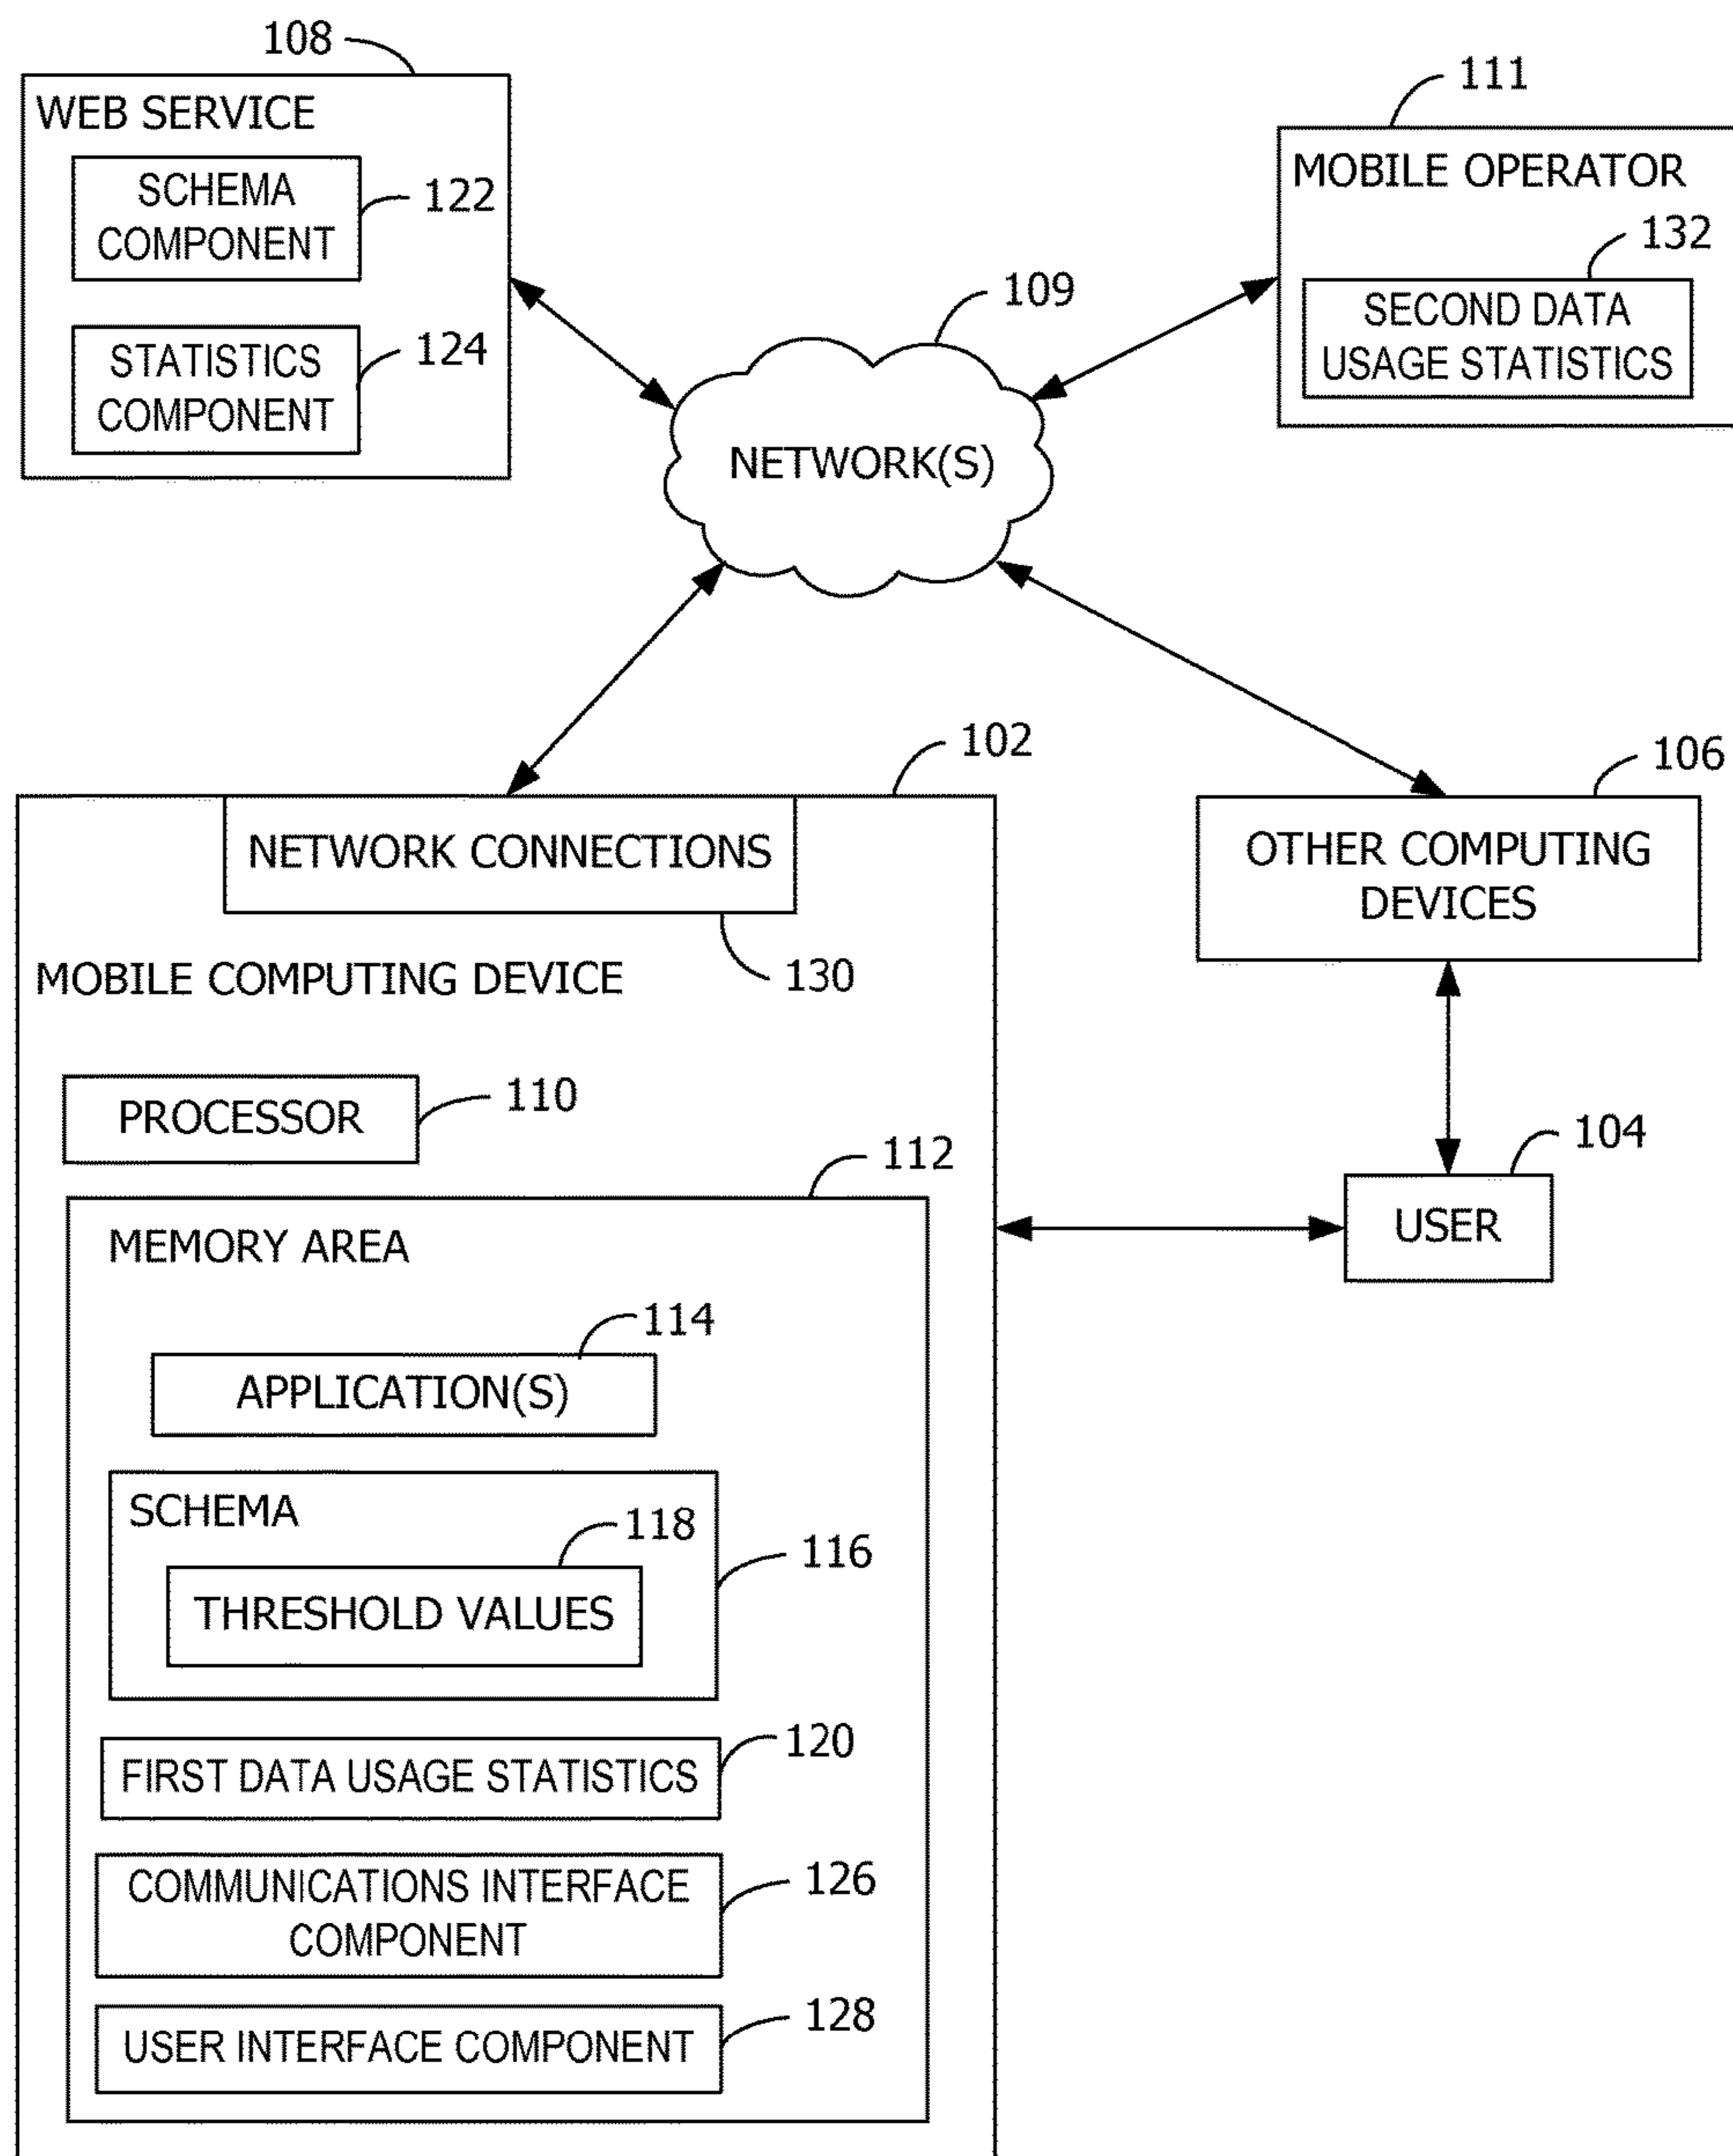 108
WEB SERVICE
SCHEMA
COMPONENT
122
STATISTICS
COMPONENT
124
111
MOBILE OPERATOR
132
SECOND DATA
USAGE STATISTICS
109
NETWORK(S)
102
NETWORK CONNECTIONS
130
MOBILE COMPUTING DEVICE
PROCESSOR
110
112
MEMORY AREA
114
APPLICATION(S)
SCHEMA
118
116
THRESHOLD VALUES
120
FIRST DATA USAGE STATISTICS
COMMUNICATIONS INTERFACE
COMPONENT
126
USER INTERFACE COMPONENT
128
106
OTHER COMPUTING
DEVICES
104
USER